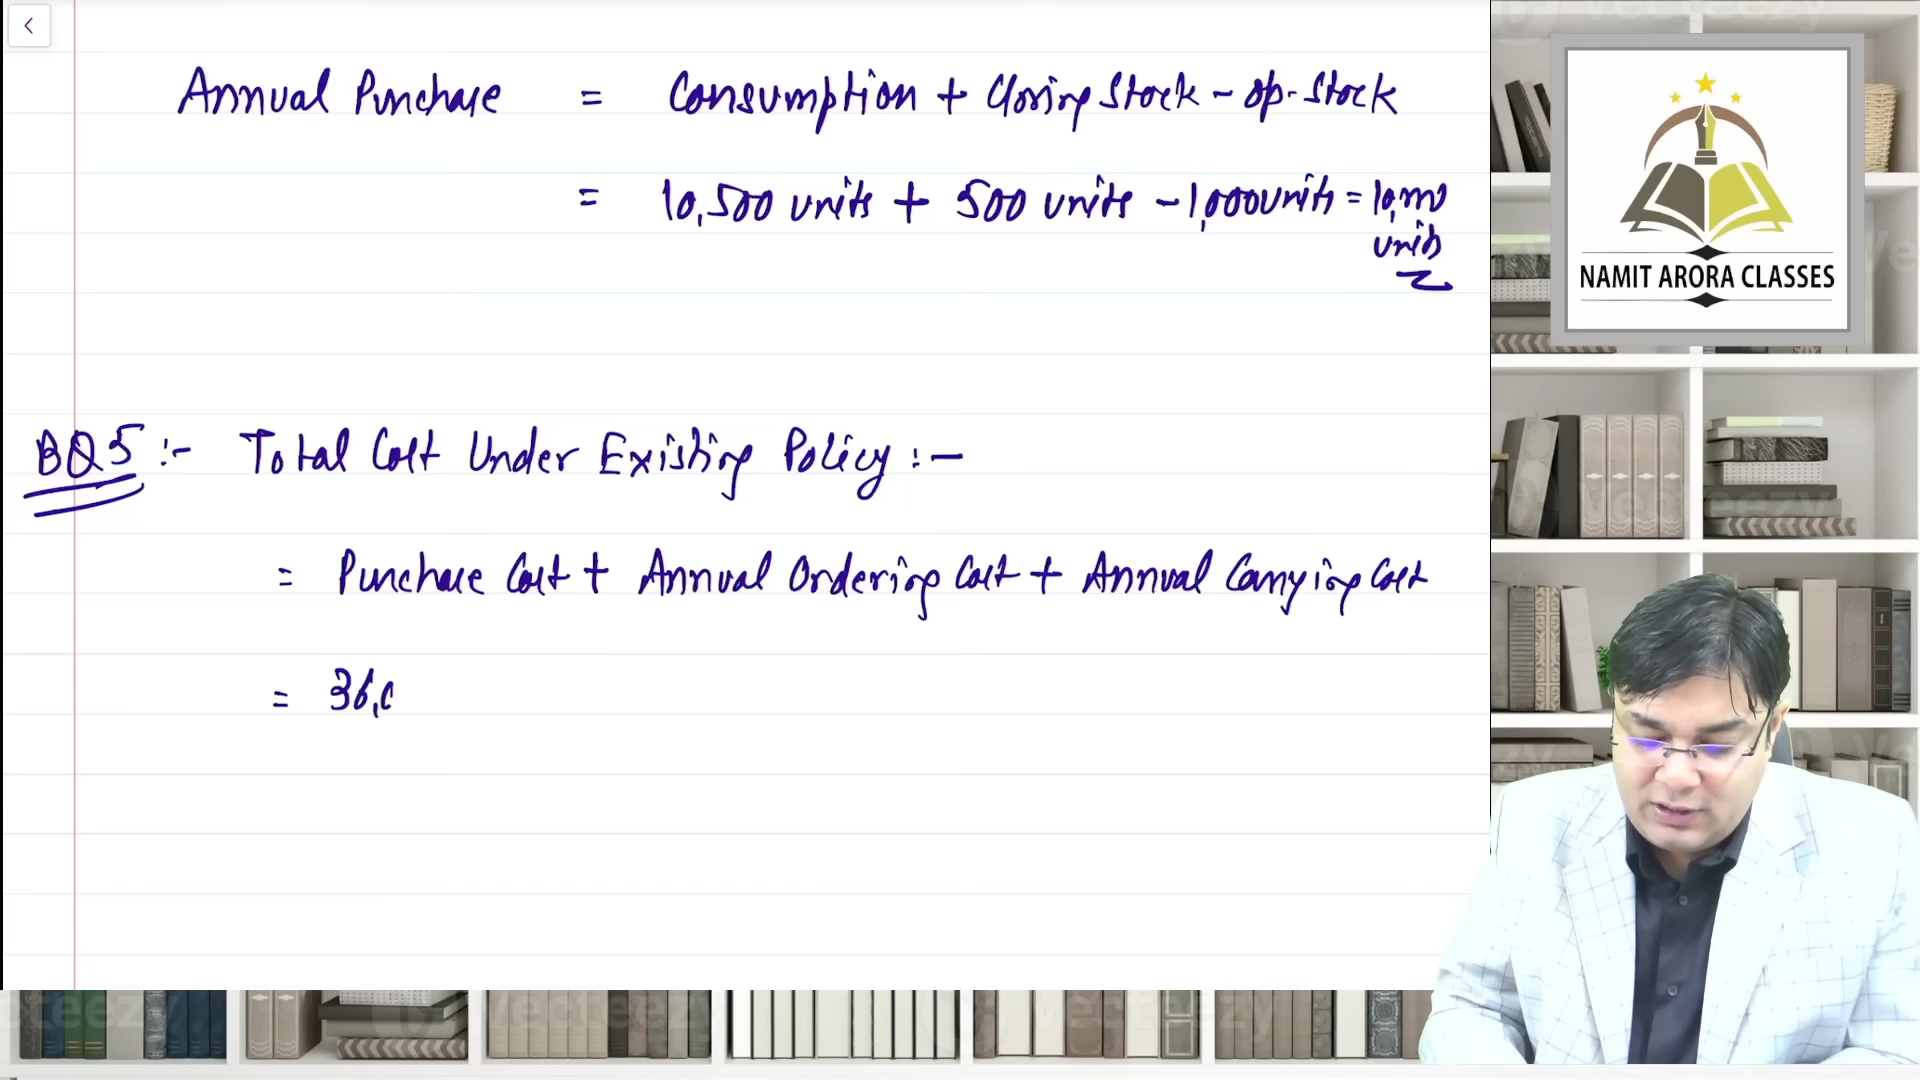 Annual Purchase = Consumption + Closing Stock - op. Stock
= 10,500 units + 500 units - 1,000 units = 10,000
units
BQ5 :- Total Cost Under Existing Policy :-
= Purchase Cost + Annual Ordering Cost + Annual Carrying Cost
= 36,0
NAMIT ARORA CLASSES